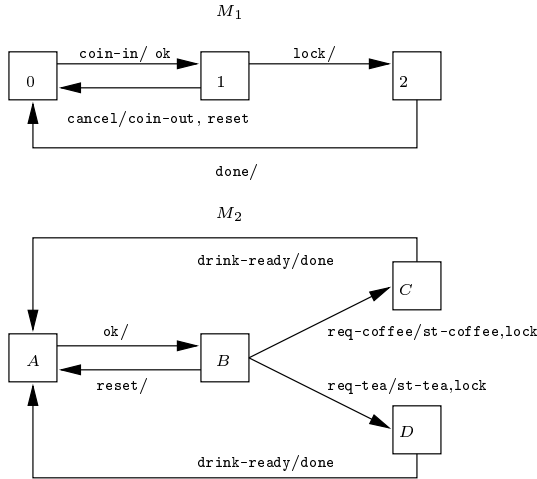 M1
coin-in/ ok
lock/
0
1
2
cancel/coin-out, reset
done/
M2
drink-ready/done
C
ok/
req-coffee/st-coffee,lock
A
B
reset/
req-tea/st-tea,lock
D
drink-ready/done